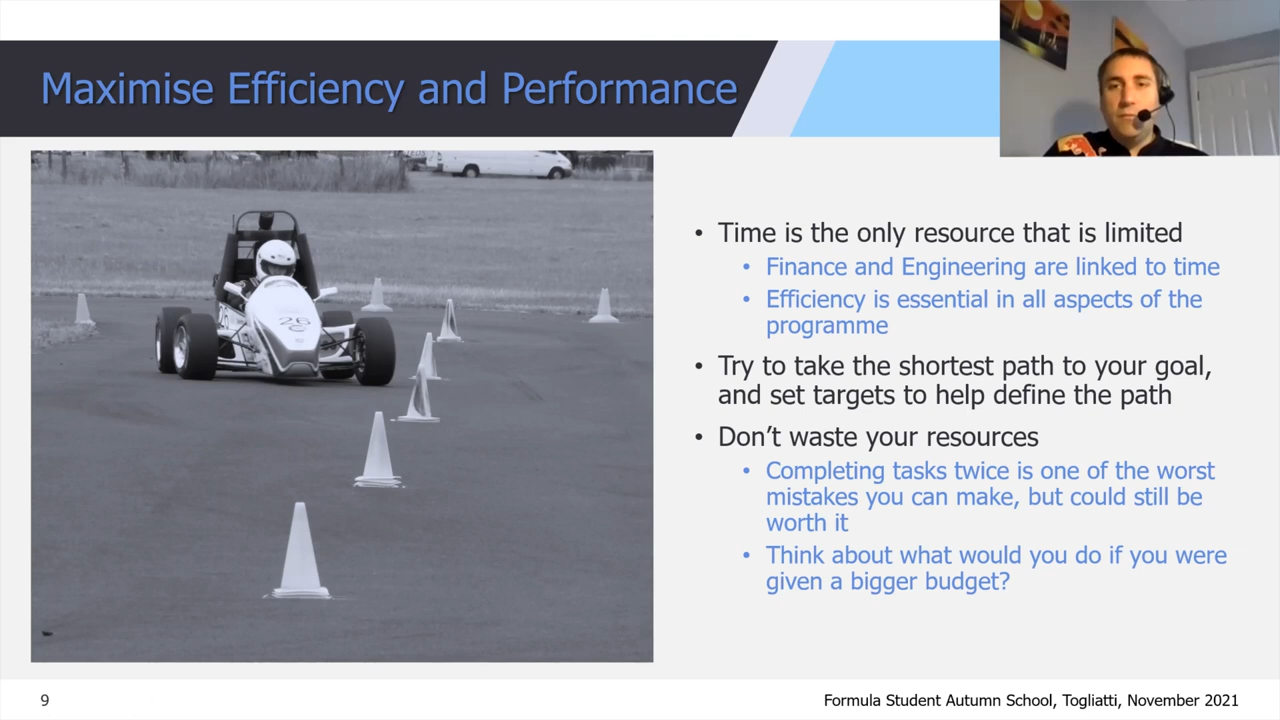 Maximise Efficiency and Performance
26
• Time is the only resource that is limited
• Finance and Engineering are linked to time
• Efficiency is essential in all aspects of the
programme
• Try to take the shortest path to your goal,
and set targets to help define the path
• Don’t waste your resources
• Completing tasks twice is one of the worst
mistakes you can make, but could still be
worth it
• Think about what would you do if you were
given a bigger budget?
9
Formula Student Autumn School, Togliatti, November 2021